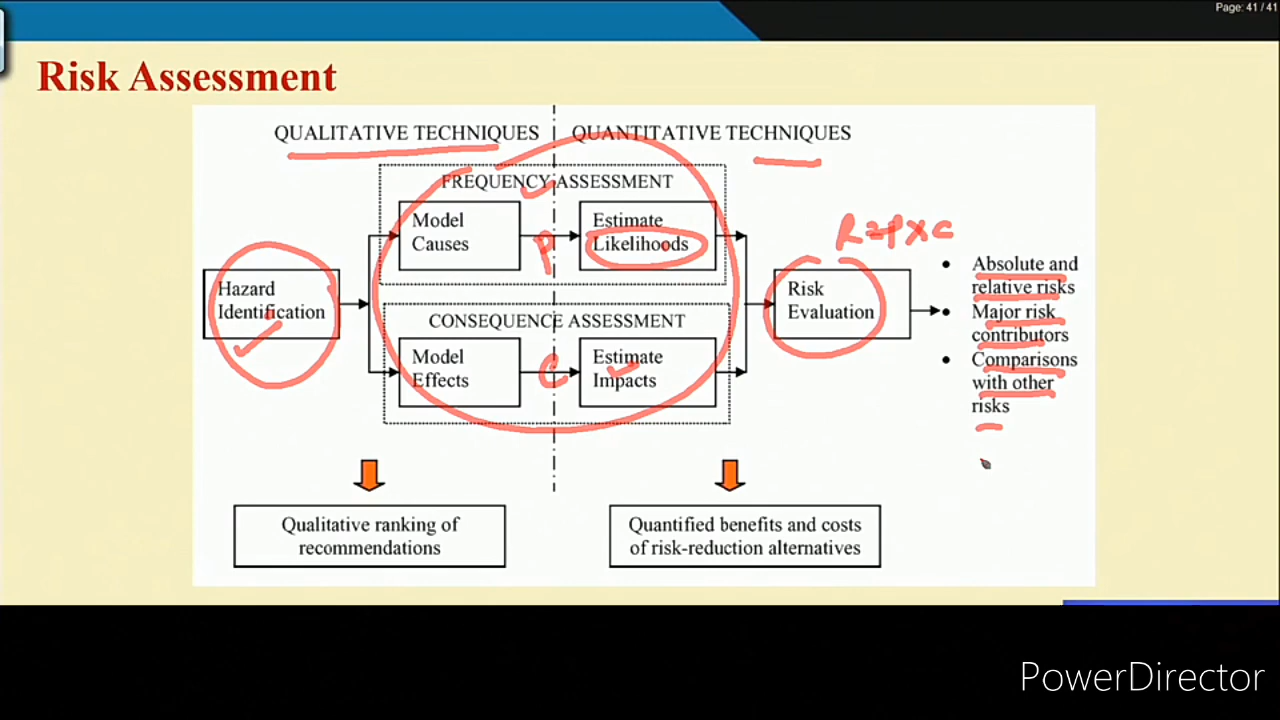 Page: 41 / 41
Risk Assessment
QUALITATIVE TECHNIQUES
QUANTITATIVE TECHNIQUES
FREQUENCY ASSESSMENT
Model
Causes
P
Estimate
Likelihoods
Hazard
Identification
CONSEQUENCE ASSESSMENT
Model
Effects
C
Estimate
Impacts
R=P×C
Risk
Evaluation
• Absolute and
relative risks
• Major risk
contributors
• Comparisons
with other
risks
Qualitative ranking of
recommendations
Quantified benefits and costs
of risk-reduction alternatives
PowerDirector